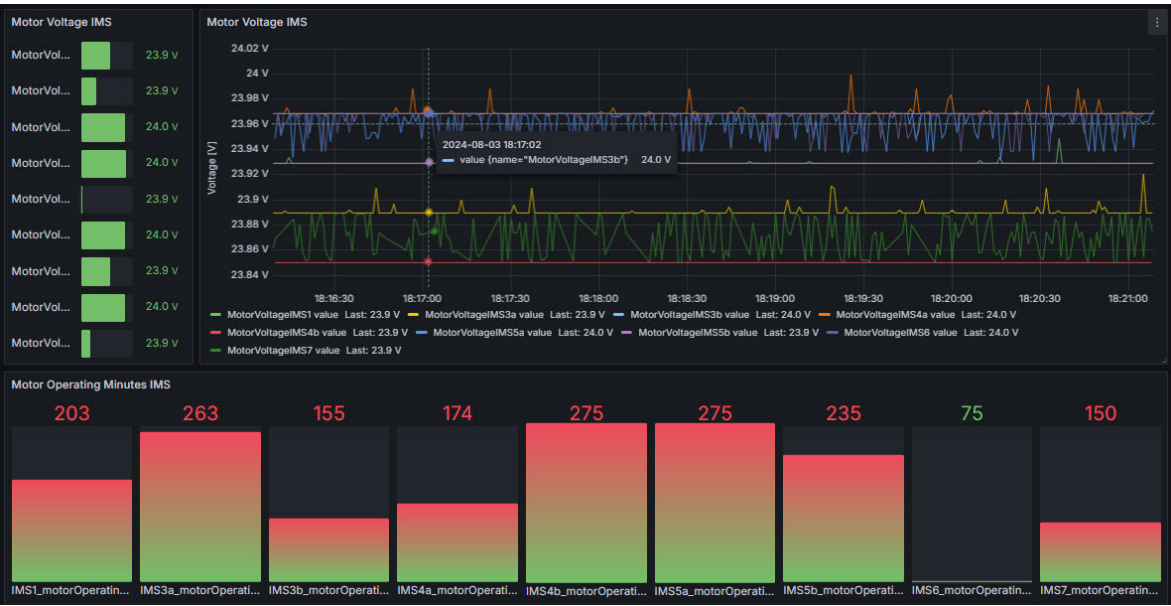 Motor Voltage IMS
MotorVol... 23.9 V
MotorVol... 23.9 V
MotorVol... 24.0 V
MotorVol... 24.0 V
MotorVol... 23.9 V
MotorVol... 24.0 V
MotorVol... 23.9 V
MotorVol... 24.0 V
MotorVol... 23.9 V
Motor Voltage IMS
Voltage [V]
24.02 V
24 V
23.98 V
23.96 V
23.94 V
23.92 V
23.9 V
23.88 V
23.86 V
23.84 V
2024-08-03 18:17:02
value {name="MotorVoltageIMS3b"} 24.0 V
18:16:30 18:17:00 18:17:30 18:18:00 18:18:30 18:19:00 18:19:30 18:20:00 18:20:30 18:21:00
MotorVoltageIMS1 value Last: 23.9 V MotorVoltageIMS3a value Last: 23.9 V MotorVoltageIMS3b value Last: 24.0 V MotorVoltageIMS4a value Last: 24.0 V
MotorVoltageIMS4b value Last: 23.9 V MotorVoltageIMS5a value Last: 24.0 V MotorVoltageIMS5b value Last: 23.9 V MotorVoltageIMS6 value Last: 24.0 V
MotorVoltageIMS7 value Last: 23.9 V
Motor Operating Minutes IMS
203 263 155 174 275 275 235 75 150
IMS1_motorOperatin... IMS3a_motorOperati... IMS3b_motorOperati... IMS4a_motorOperati... IMS4b_motorOperati... IMS5a_motorOperati... IMS5b_motorOperati... IMS6_motorOperatin... IMS7_motorOperatin...